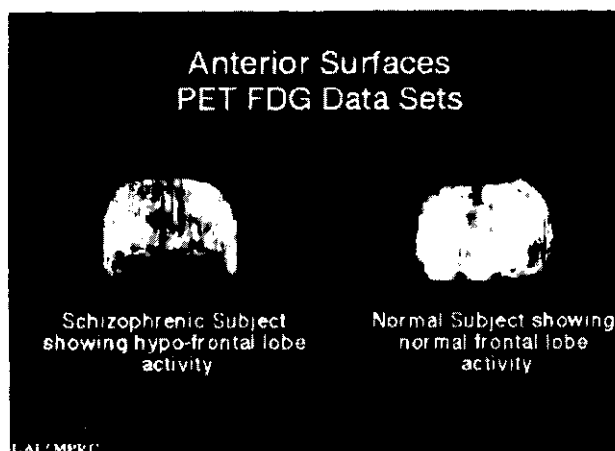 Anterior Surfaces
PET FDG Data Sets
Schizophrenic Subject
showing hypo-frontal lobe
activity
Normal Subject showing
normal frontal lobe
activity